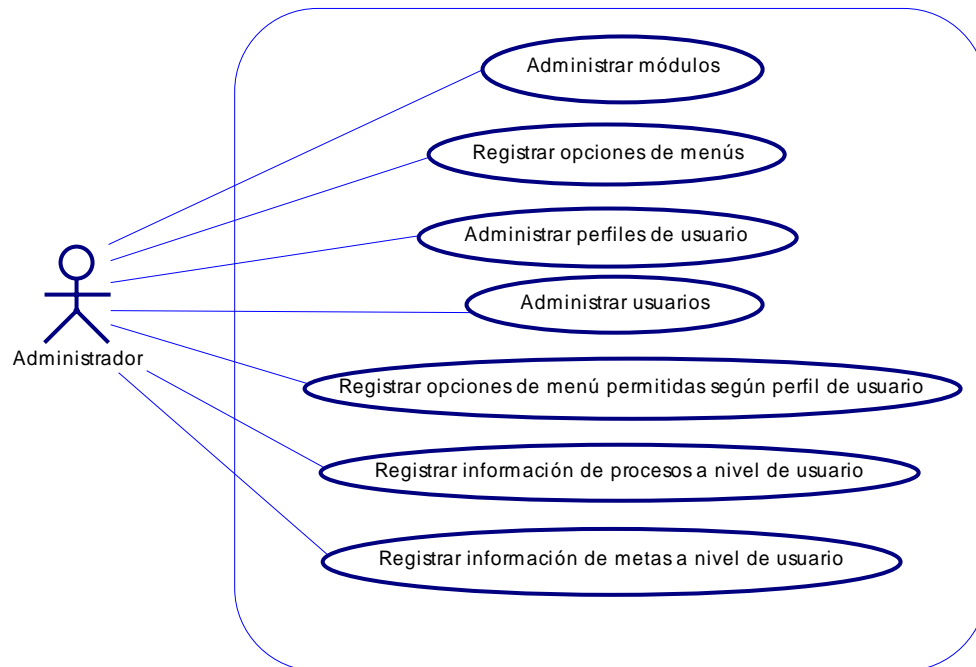 Administrar módulos
Registrar opciones de menús
Administrar perfiles de usuario
Administrar usuarios
Administrador
Registrar opciones de menú permitidas según perfil de usuario
Registrar información de procesos a nivel de usuario
Registrar información de metas a nivel de usuario